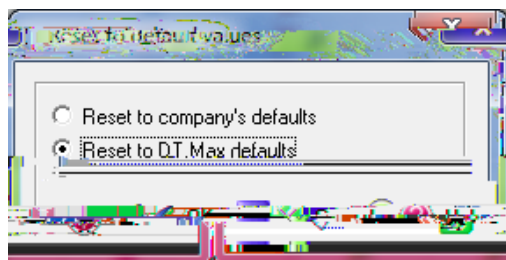 Reset to default values
Reset to company's defaults
Reset to D.T.Max defaults